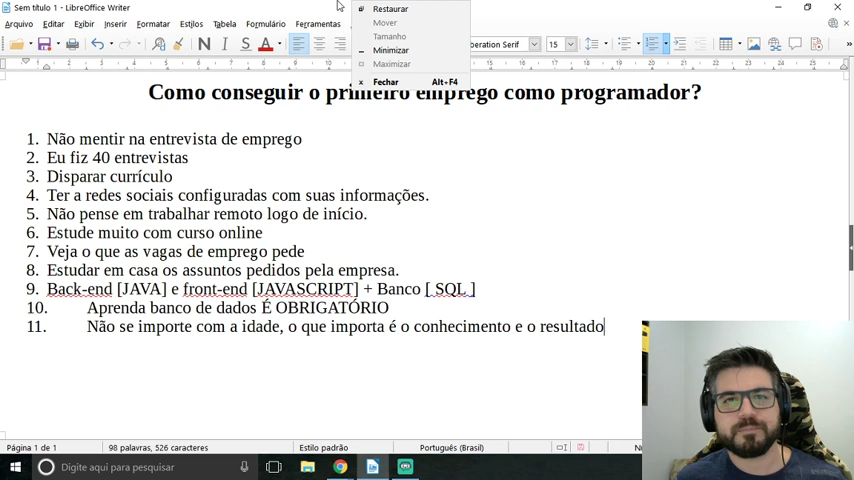 Sem título 1 - LibreOffice Writer
Arquivo Editar Exibir Inserir Formatar Estilos Tabela Formulário Ferramentas
Restaurar
Mover
Tamanho
Minimizar
Maximizar
Fechar Alt+F4
beration Serif 15
Como conseguir o primeiro emprego como programador?
1. Não mentir na entrevista de emprego
2. Eu fiz 40 entrevistas
3. Disparar currículo
4. Ter a redes sociais configuradas com suas informações.
5. Não pense em trabalhar remoto logo de início.
6. Estude muito com curso online
7. Veja o que as vagas de emprego pede
8. Estudar em casa os assuntos pedidos pela empresa.
9. Back-end [JAVA] e front-end [JAVASCRIPT] + Banco [ SQL ]
10. Aprenda banco de dados É OBRIGATÓRIO
11. Não se importe com a idade, o que importa é o conhecimento e o resultado
Página 1 de 1 98 palavras, 526 caracteres Estilo padrão Português (Brasil)
Digite aqui para pesquisar